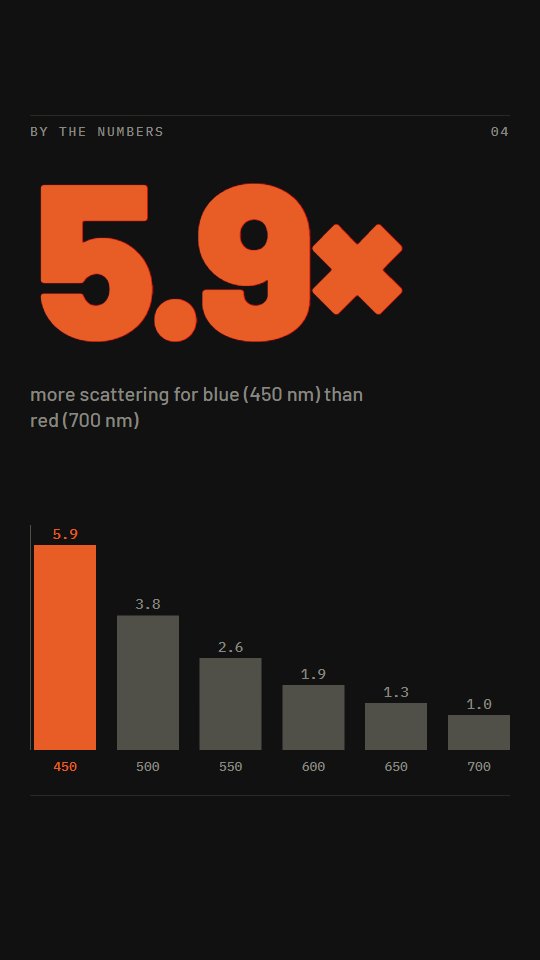 BY THE NUMBERS 04
5.9×
more scattering for blue (450 nm) than
red (700 nm)
5.9
3.8
2.6
1.9
1.3
1.0
450 500 550 600 650 700